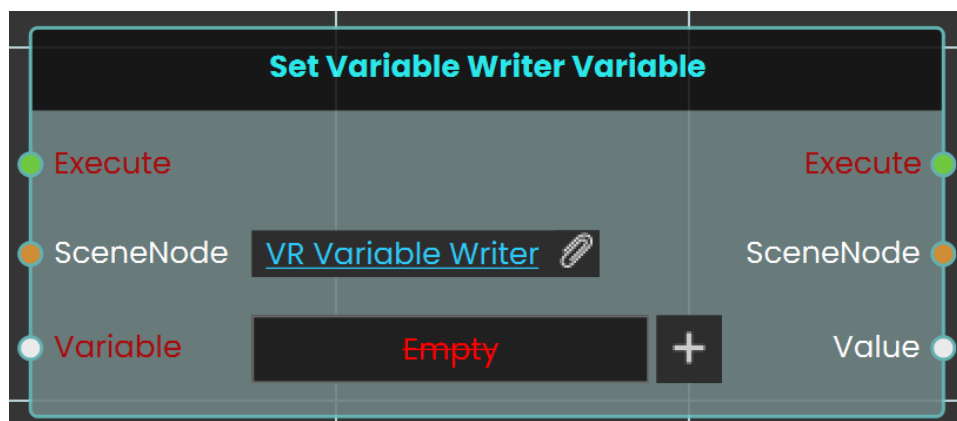 Set Variable Writer Variable
Execute Execute
SceneNode VR Variable Writer SceneNode
Variable Empty + Value